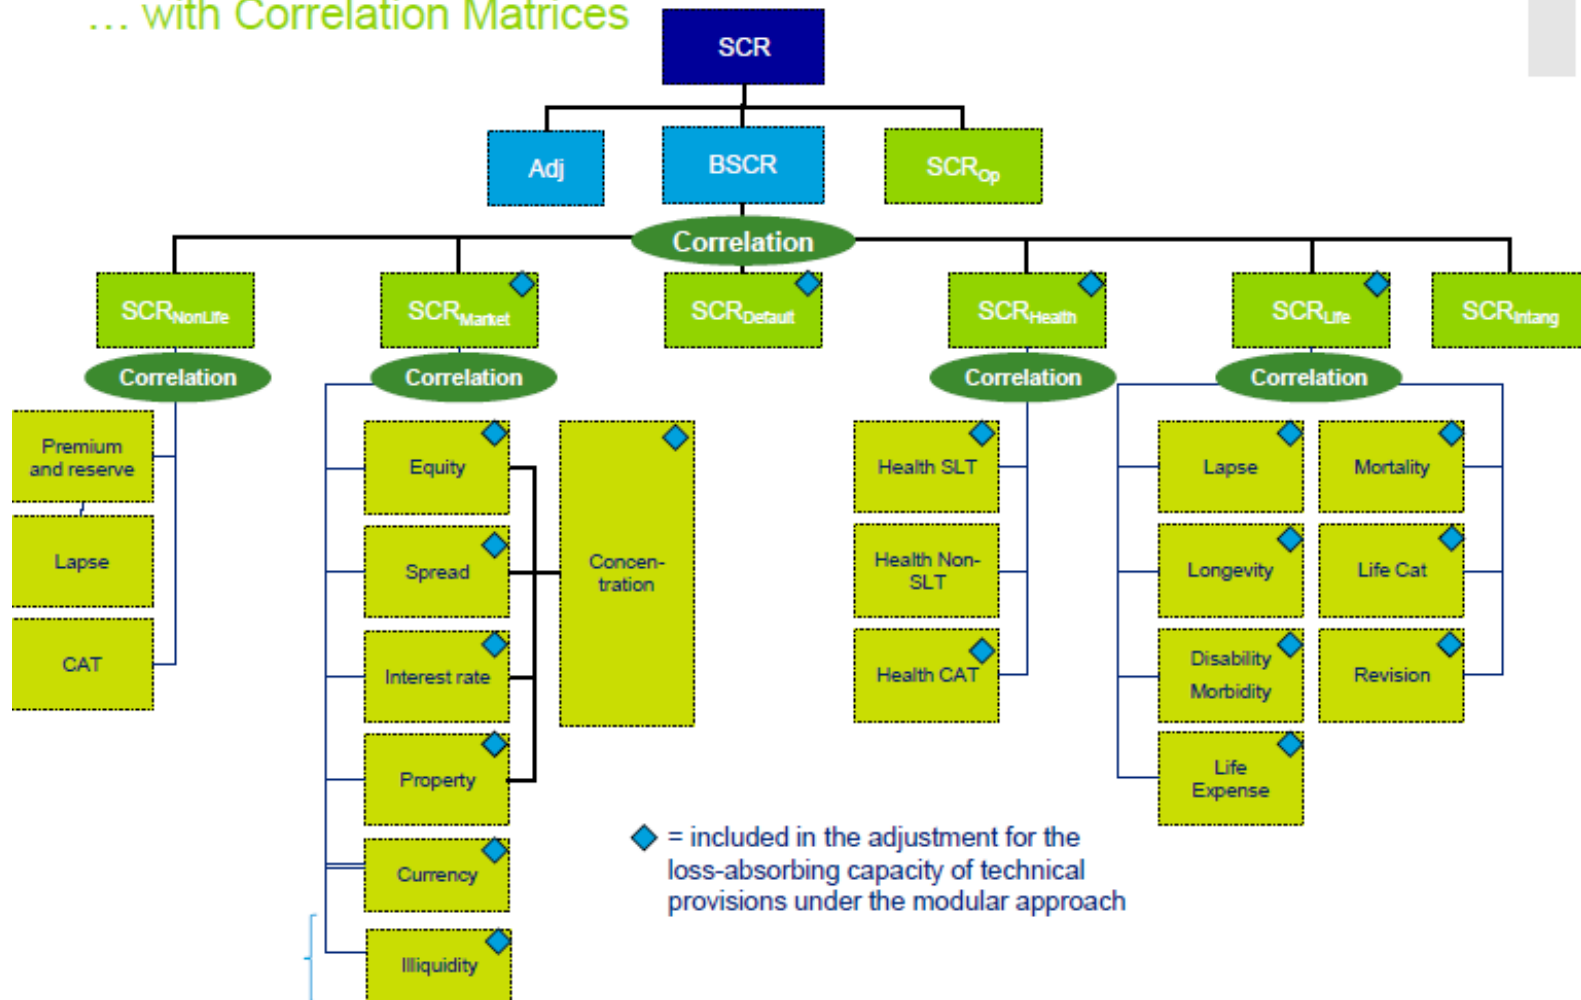 ... with Correlation Matrices
SCR
Adj
BSCR
SCROp
Correlation
SCRNonLife
SCRMarket
SCRDefault
SCRHealth
SCRLife
SCRIntang
Correlation
Correlation
Correlation
Correlation
Premium
and reserve
Lapse
CAT
Equity
Spread
Interest rate
Property
Currency
Illiquidity
Concen-
tration
Health SLT
Health Non-
SLT
Health CAT
Lapse
Longevity
Disability
Morbidity
Life
Expense
Mortality
Life Cat
Revision
= included in the adjustment for the
loss-absorbing capacity of technical
provisions under the modular approach